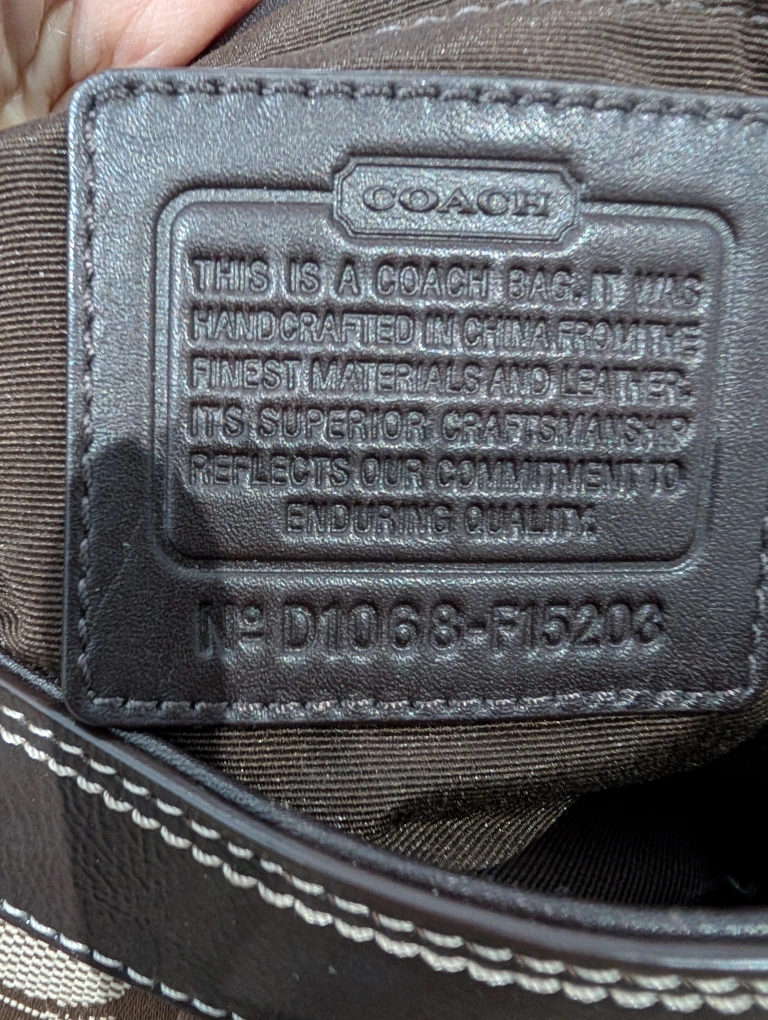 COACH
THIS IS A COACH BAG. IT WAS
HANDCRAFTED IN CHINA FROM THE
FINEST MATERIALS AND LEATHER.
ITS SUPERIOR CRAFTSMANSHIP
REFLECTS OUR COMMITMENT TO
ENDURING QUALITY.
Nº D1068-F15203